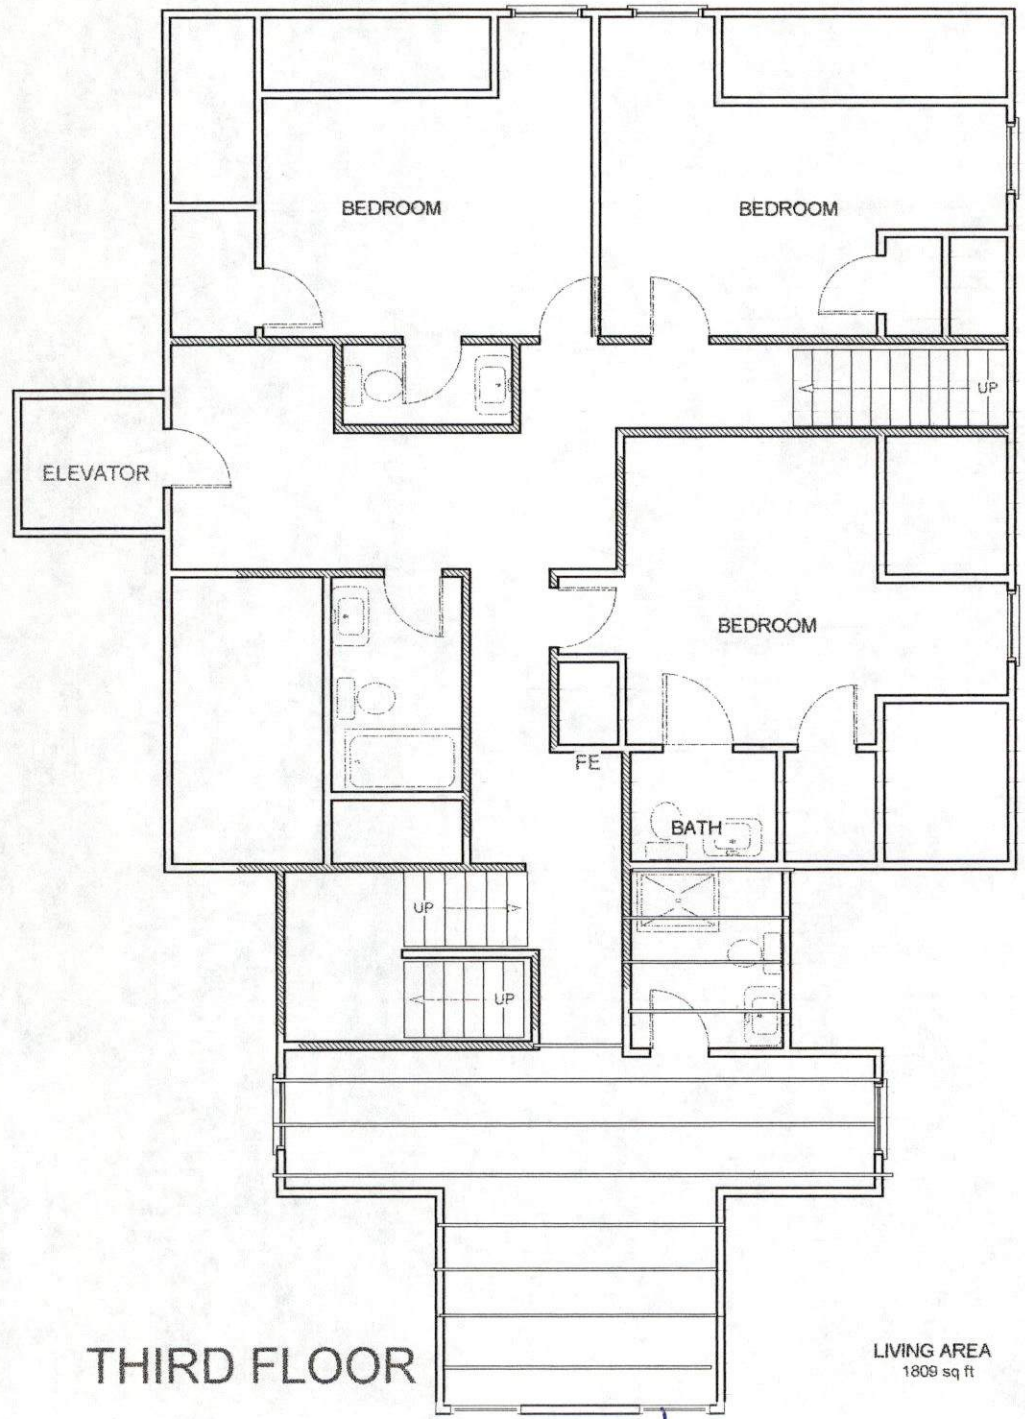 BEDROOM
BEDROOM
UP
ELEVATOR
BEDROOM
FE
BATH
UP
UP
THIRD FLOOR
LIVING AREA
1809 sq ft